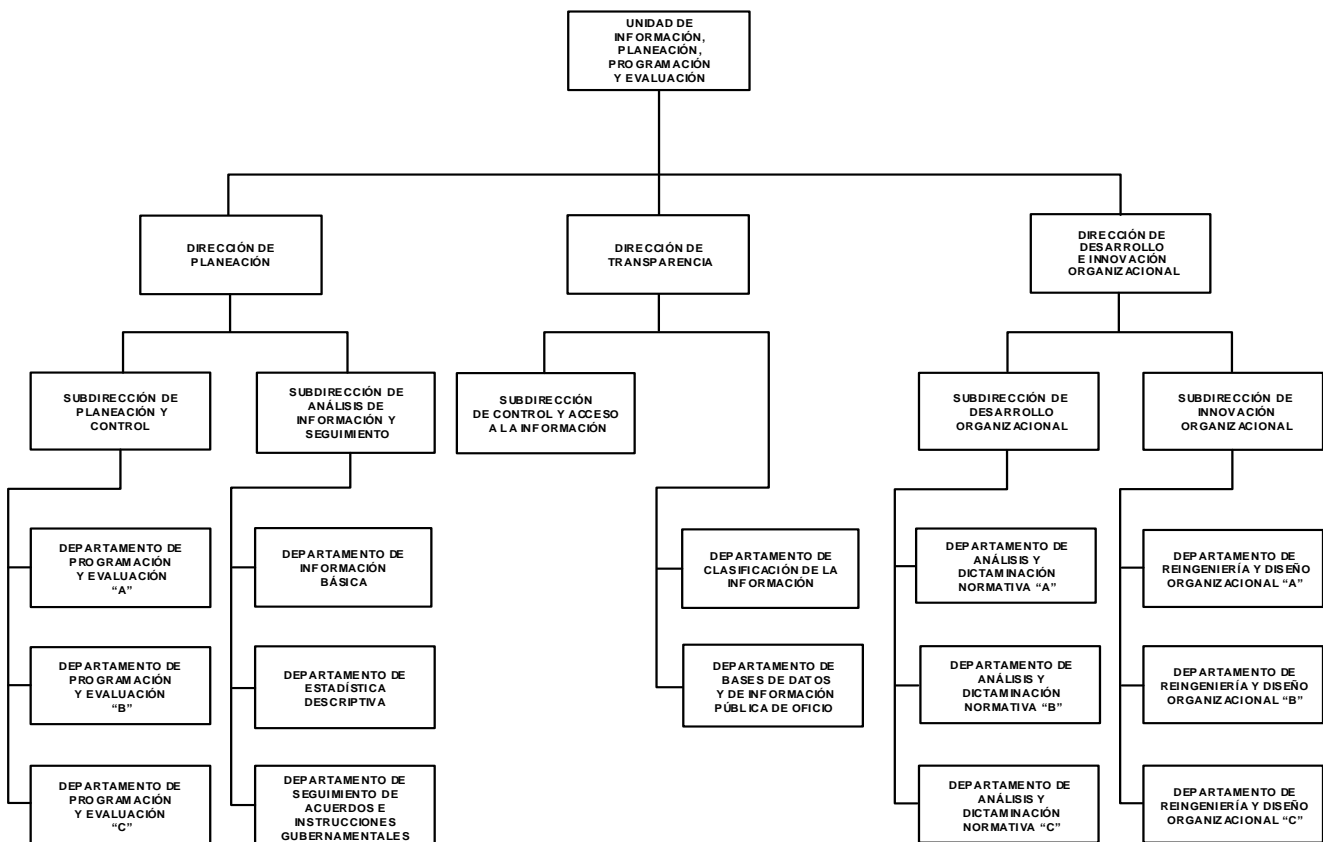 UNIDAD DE
INFORMACIÓN,
PLANEACIÓN,
PROGRAMACIÓN
Y EVALUACIÓN
DIRECCIÓN DE
PLANEACIÓN
DIRECCIÓN DE
TRANSPARENCIA
DIRECCIÓN DE
DESARROLLO
E INNOVACIÓN
ORGANIZACIONAL
SUBDIRECCIÓN DE
PLANEACIÓN Y
CONTROL
SUBDIRECCIÓN DE
ANÁLISIS DE
INFORMACIÓN Y
SEGUIMIENTO
SUBDIRECCIÓN
DE CONTROL Y ACCESO
A LA INFORMACIÓN
SUBDIRECCIÓN DE
DESARROLLO
ORGANIZACIONAL
SUBDIRECCIÓN DE
INNOVACIÓN
ORGANIZACIONAL
DEPARTAMENTO DE
PROGRAMACIÓN
Y EVALUACIÓN
“A”
DEPARTAMENTO DE
INFORMACIÓN
BÁSICA
DEPARTAMENTO DE
CLASIFICACIÓN DE LA
INFORMACIÓN
DEPARTAMENTO DE
ANÁLISIS Y
DICTAMINACIÓN
NORMATIVA “A”
DEPARTAMENTO DE
REINGENIERÍA Y DISEÑO
ORGANIZACIONAL “A”
DEPARTAMENTO DE
PROGRAMACIÓN
Y EVALUACIÓN
“B”
DEPARTAMENTO DE
ESTADÍSTICA
DESCRIPTIVA
DEPARTAMENTO DE
BASES DE DATOS
Y DE INFORMACIÓN
PÚBLICA DE OFICIO
DEPARTAMENTO DE
ANÁLISIS Y
DICTAMINACIÓN
NORMATIVA “B”
DEPARTAMENTO DE
REINGENIERÍA Y DISEÑO
ORGANIZACIONAL “B”
DEPARTAMENTO DE
PROGRAMACIÓN
Y EVALUACIÓN
“C”
DEPARTAMENTO DE
SEGUIMIENTO DE
ACUERDOS E
INSTRUCCIONES
GUBERNAMENTALES
DEPARTAMENTO DE
ANÁLISIS Y
DICTAMINACIÓN
NORMATIVA “C”
DEPARTAMENTO DE
REINGENIERÍA Y DISEÑO
ORGANIZACIONAL “C”